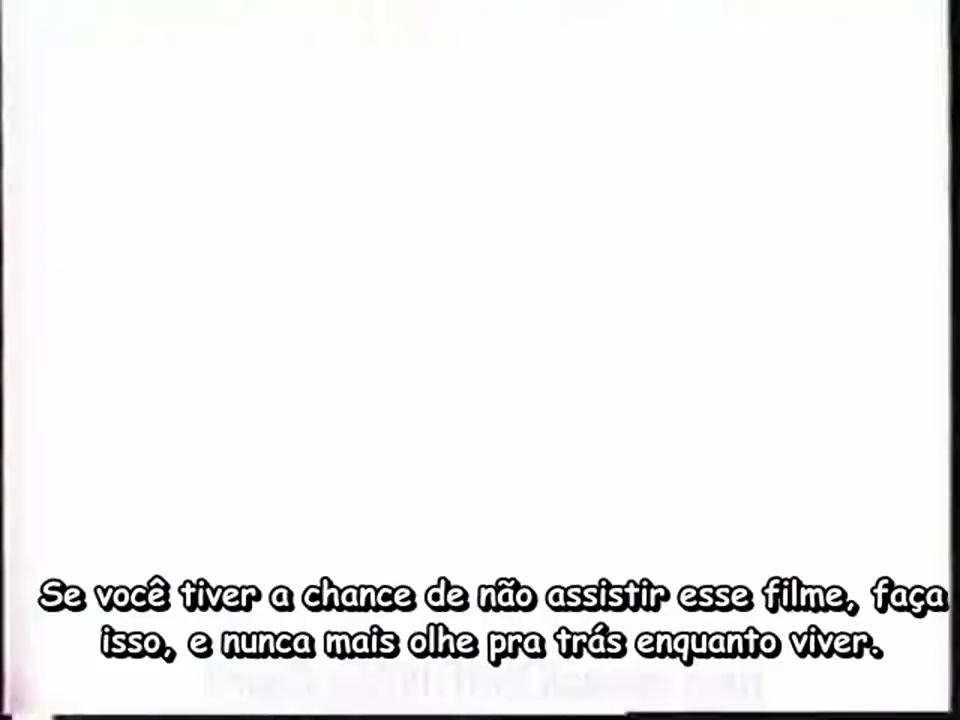 Se você tiver a chance de não assistir esse filme, faça
isso, e nunca mais olhe pra trás enquanto viver.